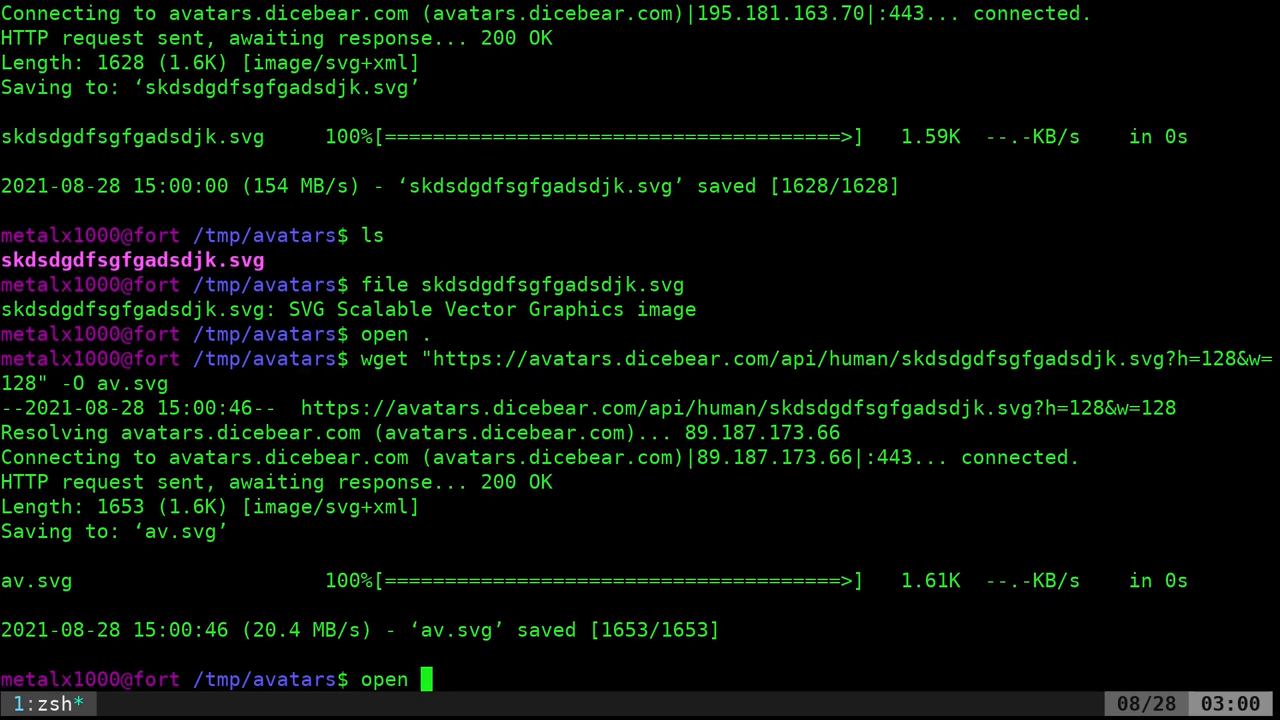 Connecting to avatars.dicebear.com (avatars.dicebear.com)|195.181.163.70|:443... connected.
HTTP request sent, awaiting response... 200 OK
Length: 1628 (1.6K) [image/svg+xml]
Saving to: ‘skdsdgdfsgfgadsdjk.svg’
skdsdgdfsgfgadsdjk.svg     100%[======================================>]   1.59K  --.-KB/s    in 0s
2021-08-28 15:00:00 (154 MB/s) - ‘skdsdgdfsgfgadsdjk.svg’ saved [1628/1628]
metalx1000@fort /tmp/avatars$ ls
skdsdgdfsgfgadsdjk.svg
metalx1000@fort /tmp/avatars$ file skdsdgdfsgfgadsdjk.svg
skdsdgdfsgfgadsdjk.svg: SVG Scalable Vector Graphics image
metalx1000@fort /tmp/avatars$ open .
metalx1000@fort /tmp/avatars$ wget "https://avatars.dicebear.com/api/human/skdsdgdfsgfgadsdjk.svg?h=128&w=
128" -O av.svg
--2021-08-28 15:00:46--  https://avatars.dicebear.com/api/human/skdsdgdfsgfgadsdjk.svg?h=128&w=128
Resolving avatars.dicebear.com (avatars.dicebear.com)... 89.187.173.66
Connecting to avatars.dicebear.com (avatars.dicebear.com)|89.187.173.66|:443... connected.
HTTP request sent, awaiting response... 200 OK
Length: 1653 (1.6K) [image/svg+xml]
Saving to: ‘av.svg’
av.svg                     100%[======================================>]   1.61K  --.-KB/s    in 0s
2021-08-28 15:00:46 (20.4 MB/s) - ‘av.svg’ saved [1653/1653]
metalx1000@fort /tmp/avatars$ open
1:zsh* 08/28 03:00